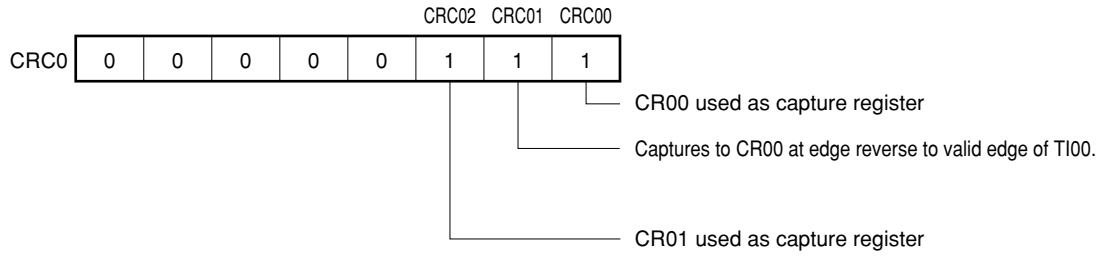 CRC02 CRC01 CRC00
CRC0 0 0 0 0 0 1 1 1
CR00 used as capture register
Captures to CR00 at edge reverse to valid edge of TI00.
CR01 used as capture register